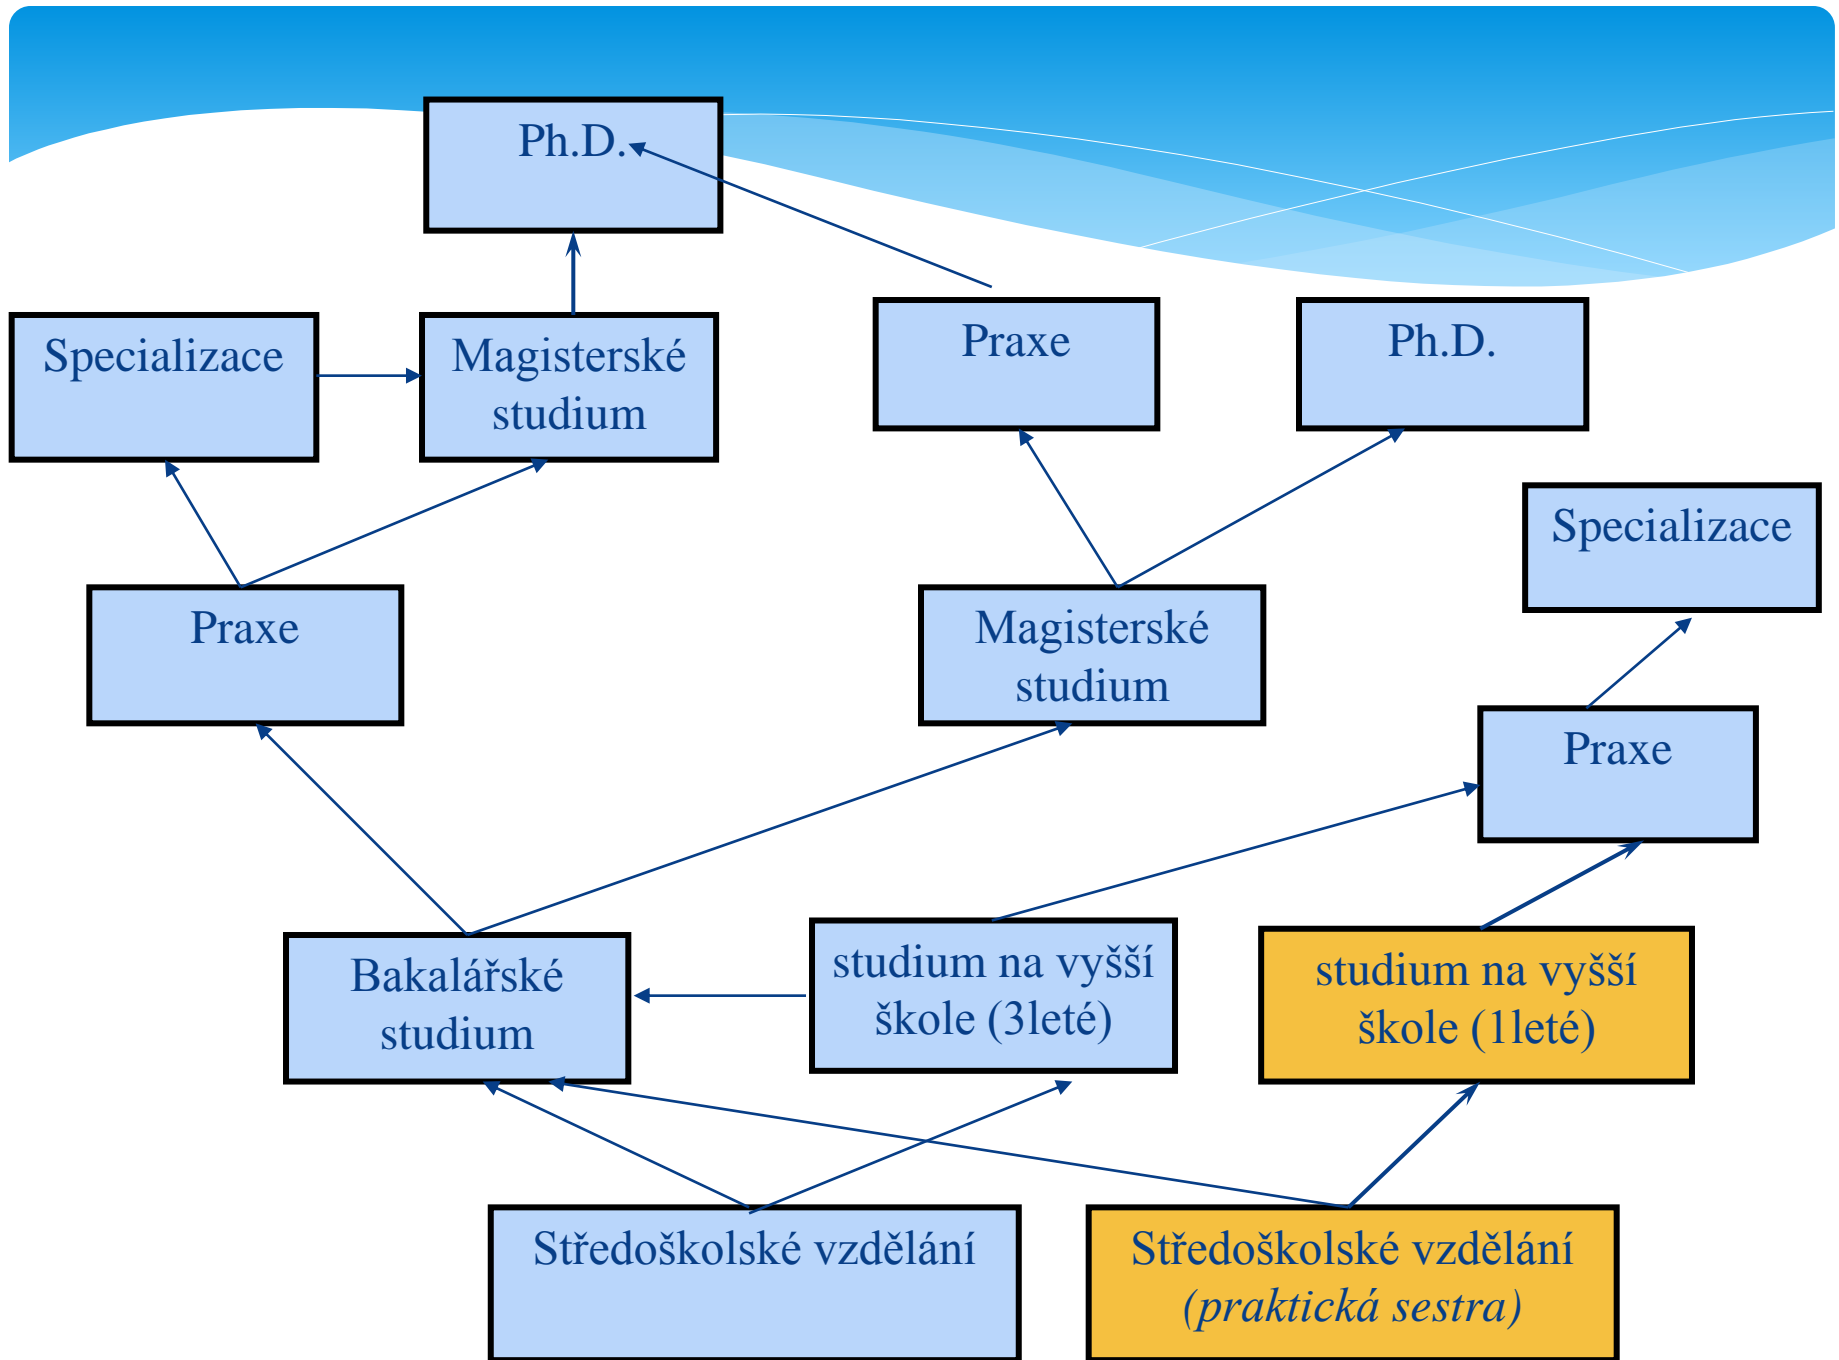 Ph.D.
Specializace
Magisterské
studium
Praxe
Ph.D.
Specializace
Praxe
Magisterské
studium
Praxe
Bakalářské
studium
studium na vyšší
škole (3leté)
studium na vyšší
škole (1leté)
Středoškolské vzdělání
Středoškolské vzdělání
(praktická sestra)